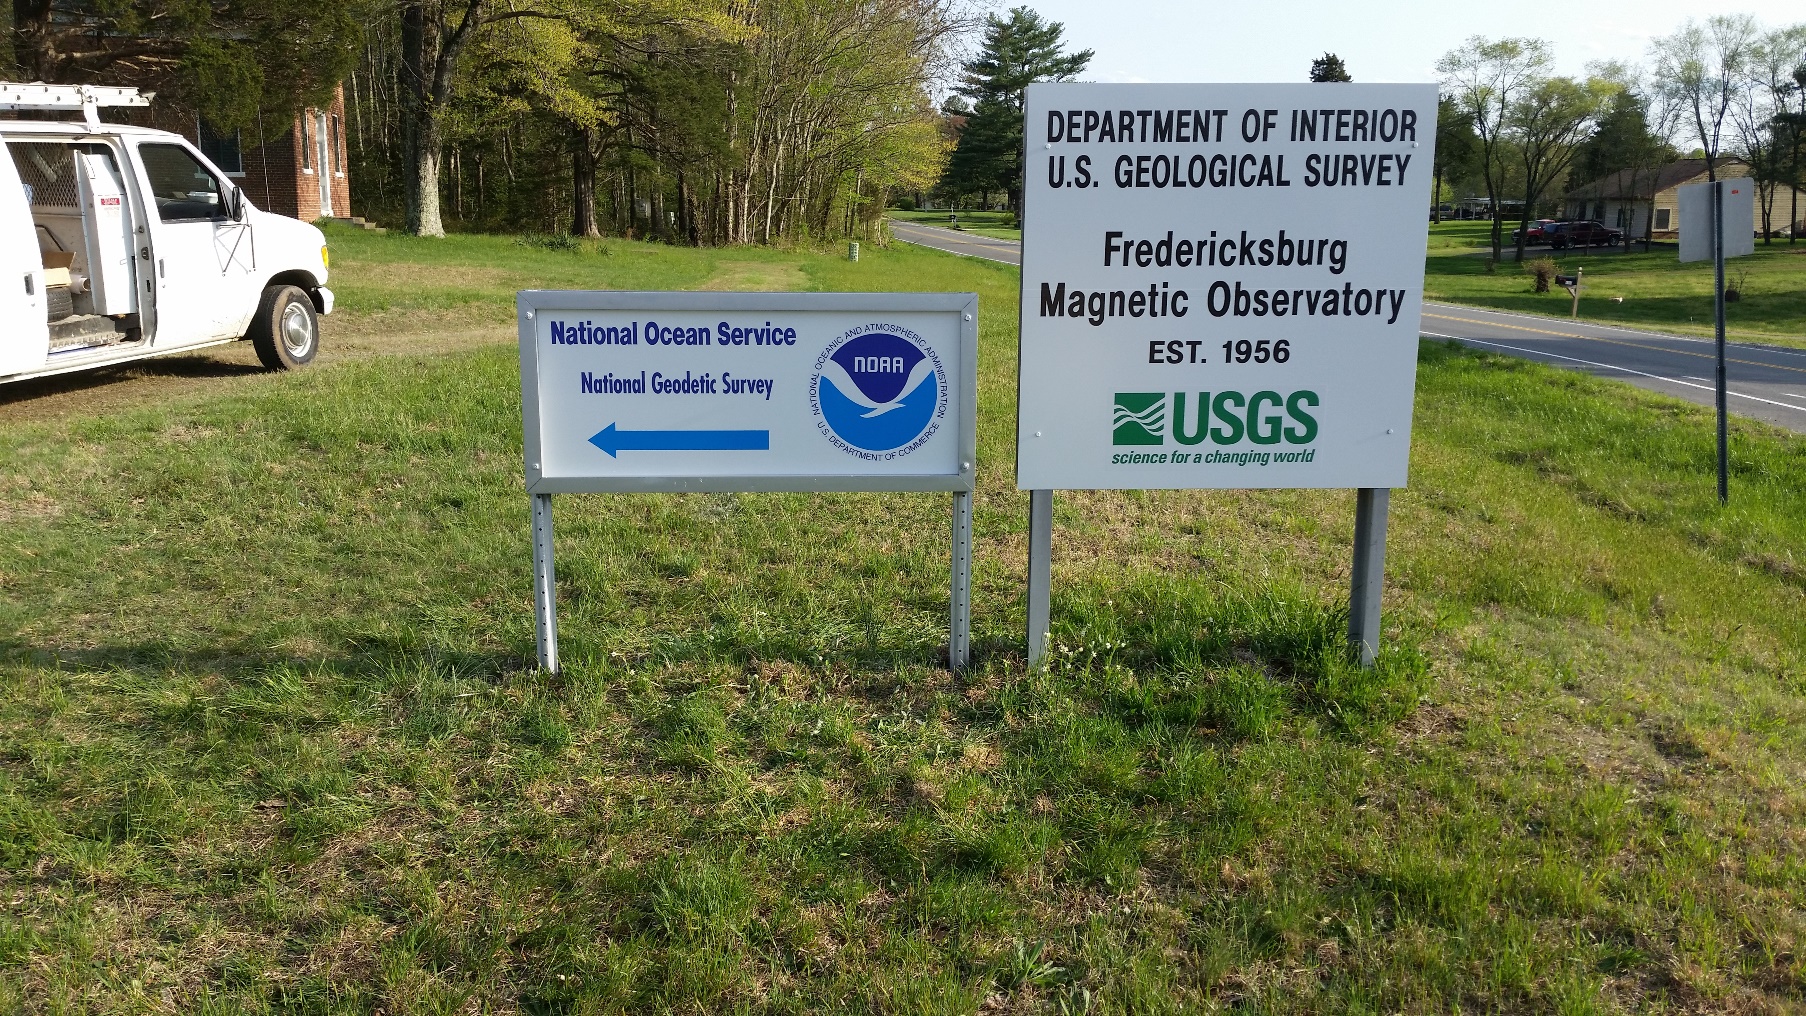 National Ocean Service
National Geodetic Survey
NATIONAL OCEANIC AND ATMOSPHERIC ADMINISTRATION
NOAA
U.S. DEPARTMENT OF COMMERCE
DEPARTMENT OF INTERIOR
U.S. GEOLOGICAL SURVEY
Fredericksburg
Magnetic Observatory
EST. 1956
USGS
science for a changing world